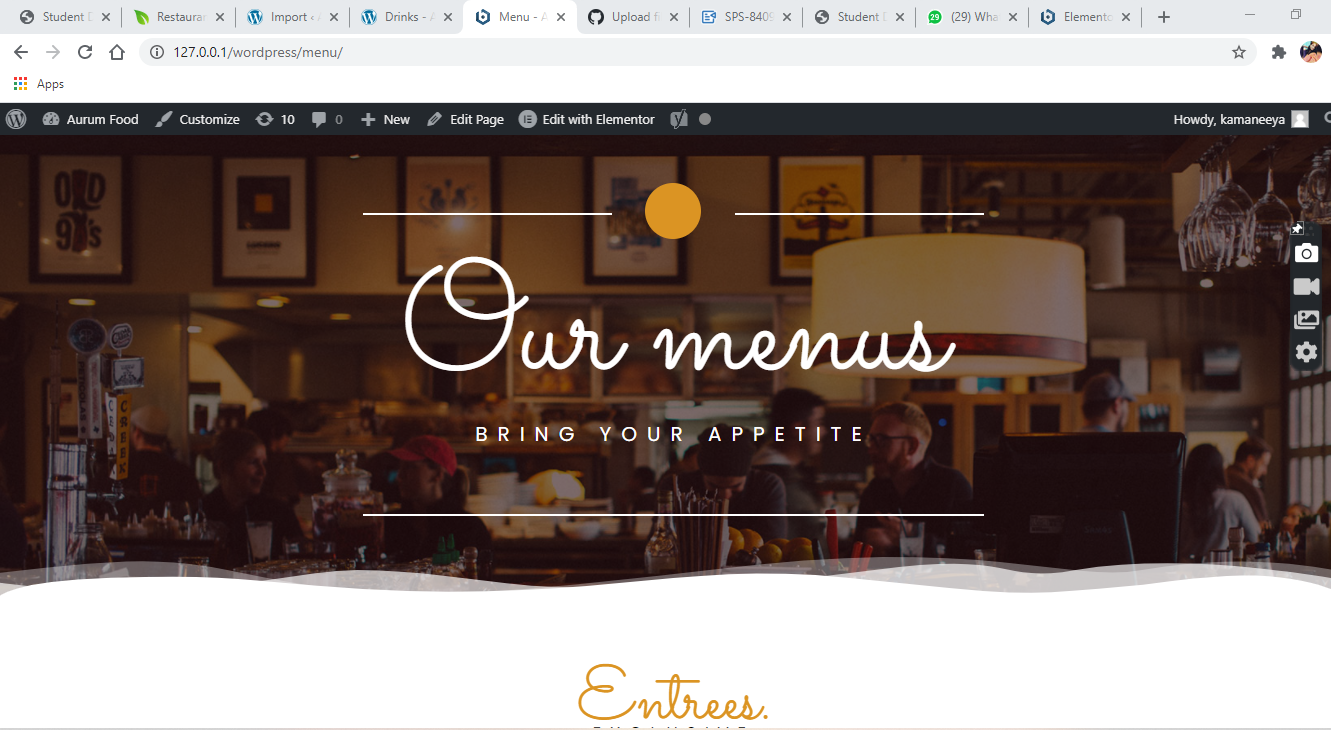 Student D
Restauran
Import ‹ A
Drinks - A
Menu - A
Upload fi
SPS-8409
Student D
(29) Wha
Elemento
127.0.0.1/wordpress/menu/
Apps
Aurum Food Customize 10 0 New Edit Page Edit with Elementor Howdy, kamaneeya
OLD
98's
Our menus
BRING YOUR APPETITE
Entrees.